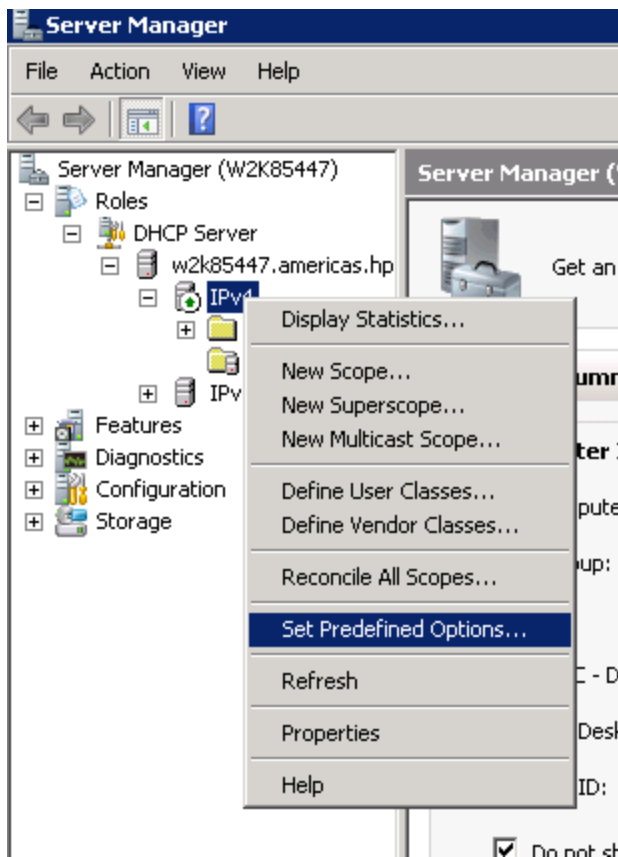 Server Manager
File Action View Help
Server Manager (W2K85447)
Roles
DHCP Server
w2k85447.americas.hp
IPv4
IPv
Features
Diagnostics
Configuration
Storage
Server Manager (
Get an
Display Statistics...
New Scope...
New Superscope...
New Multicast Scope...
Define User Classes...
Define Vendor Classes...
Reconcile All Scopes...
Set Predefined Options...
Refresh
Properties
Help
ID:
Do not